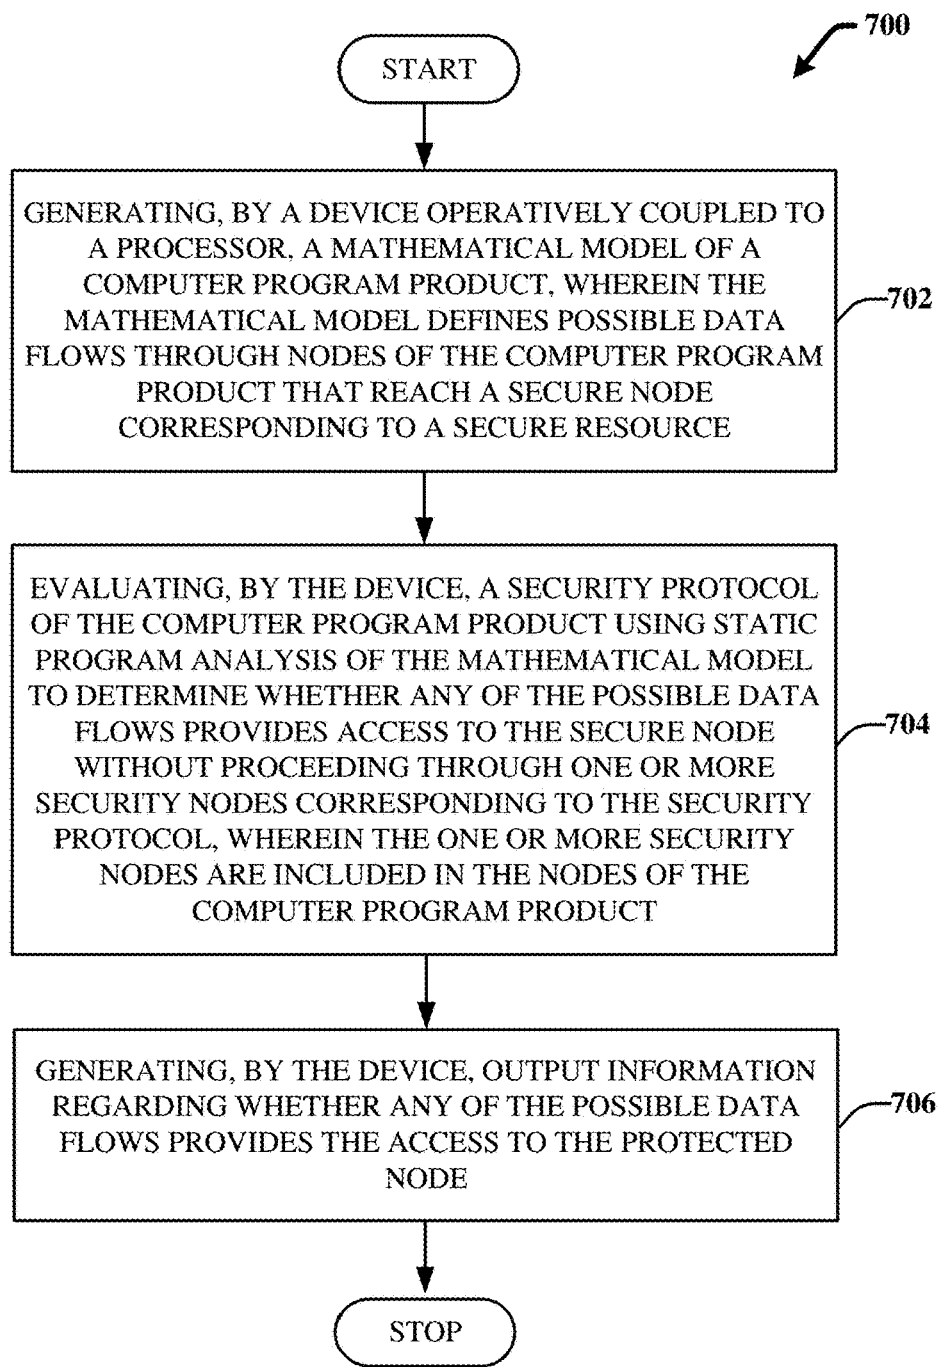 700
START
GENERATING, BY A DEVICE OPERATIVELY COUPLED TO
A PROCESSOR, A MATHEMATICAL MODEL OF A
COMPUTER PROGRAM PRODUCT, WHEREIN THE
MATHEMATICAL MODEL DEFINES POSSIBLE DATA
FLOWS THROUGH NODES OF THE COMPUTER PROGRAM
PRODUCT THAT REACH A SECURE NODE
CORRESPONDING TO A SECURE RESOURCE
702
EVALUATING, BY THE DEVICE, A SECURITY PROTOCOL
OF THE COMPUTER PROGRAM PRODUCT USING STATIC
PROGRAM ANALYSIS OF THE MATHEMATICAL MODEL
TO DETERMINE WHETHER ANY OF THE POSSIBLE DATA
FLOWS PROVIDES ACCESS TO THE SECURE NODE
WITHOUT PROCEEDING THROUGH ONE OR MORE
SECURITY NODES CORRESPONDING TO THE SECURITY
PROTOCOL, WHEREIN THE ONE OR MORE SECURITY
NODES ARE INCLUDED IN THE NODES OF THE
COMPUTER PROGRAM PRODUCT
704
GENERATING, BY THE DEVICE, OUTPUT INFORMATION
REGARDING WHETHER ANY OF THE POSSIBLE DATA
FLOWS PROVIDES THE ACCESS TO THE PROTECTED
NODE
706
STOP